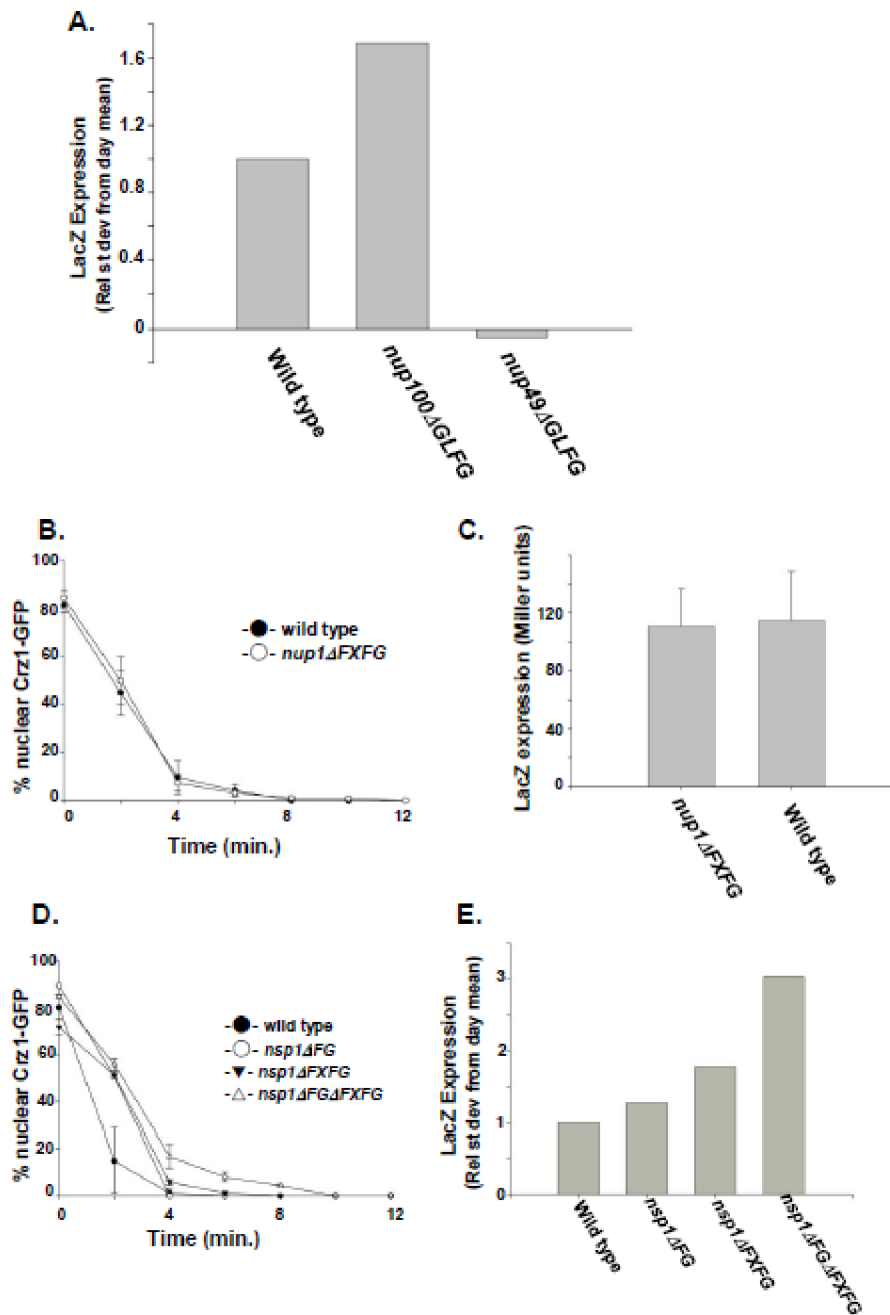 A.
LacZ Expression
(Rel st dev from day mean)
1.6
1.2
0.8
0.4
0
Wild type
nup100ΔGLFG
nup49ΔGLFG
B.
% nuclear Crz1-GFP
100
80
60
40
20
0
0
4
8
12
Time (min.)
-●- wild type
-○- nup1ΔFXFG
C.
LacZ expression (Miller units)
120
80
40
0
nup1ΔFXFG
Wild type
D.
% nuclear Crz1-GFP
100
80
60
40
20
0
0
2
4
6
8
10
12
Time (min.)
-●- wild type
-○- nsp1ΔFG
-▼- nsp1ΔFXFG
-△- nsp1ΔFGΔFXFG
E.
LacZ Expression
(Rel st dev from day mean)
3
2
1
0
Wild type
nsp1ΔFG
nsp1ΔFXFG
nsp1ΔFGΔFXFG